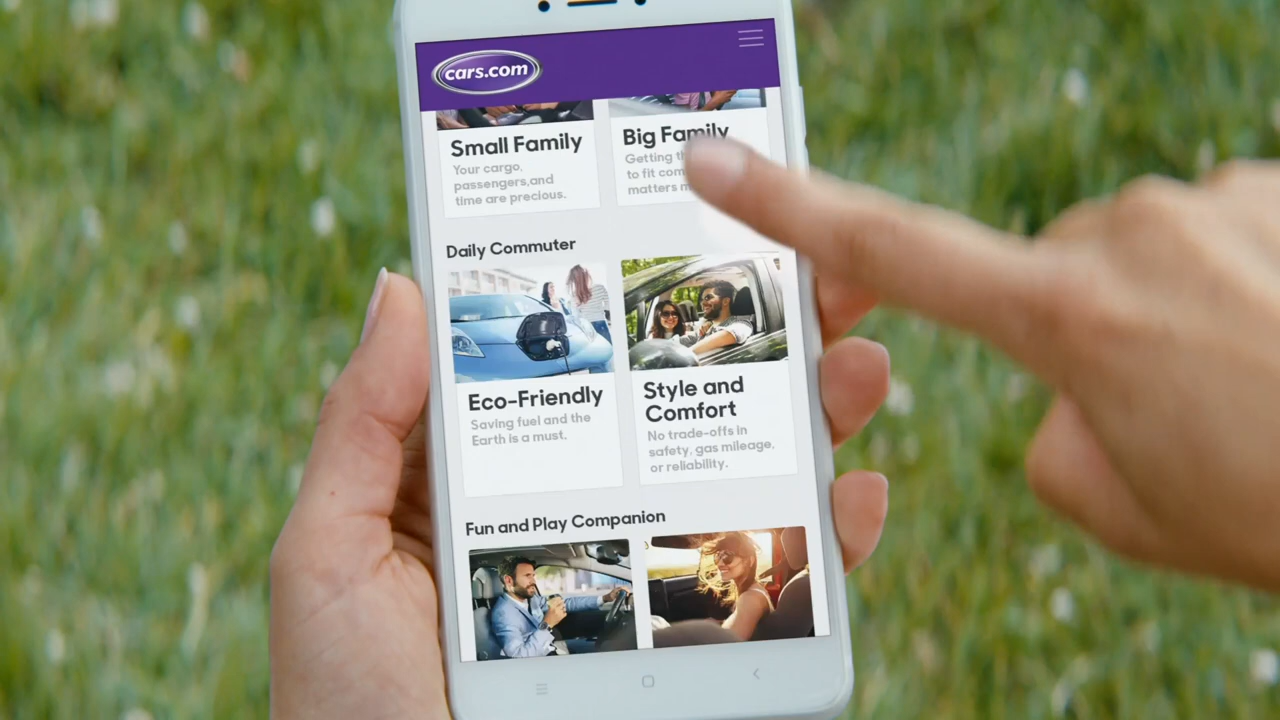 cars.com
Small Family
Your cargo,
passengers,and
time are precious.
Big Family
Getting
to fit
matters
Daily Commuter
Eco-Friendly
Saving fuel and the
Earth is a must.
Style and
Comfort
No trade-offs in
safety, gas mileage,
or reliability.
Fun and Play Companion